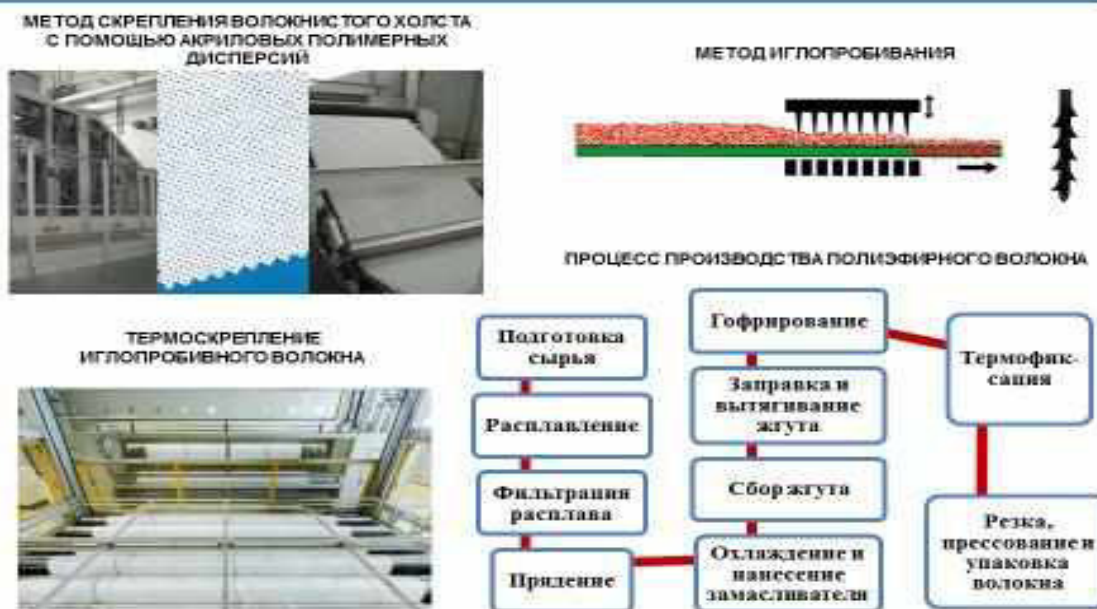 МЕТОД СКРЕПЛЕНИЯ ВОЛОКНИСТОГО ХОЛСТА
С ПОМОЩЬЮ АКРИЛОВЫХ ПОЛИМЕРНЫХ
ДИСПЕРСИЙ
МЕТОД ИГЛОПРОБИВАНИЯ
ТЕРМОСКРЕПЛЕНИЕ
ИГЛОПРОБИВНОГО ВОЛОКНА
ПРОЦЕСС ПРОИЗВОДСТВА ПОЛИЭФИРНОГО ВОЛОКНА
Подготовка
сырья
Расплавление
Фильтрация
расплава
Прядение
Охлаждение и
нанесение
замасливателя
Сбор жгута
Заправка и
вытягивание
жгута
Гофрирование
Термофик-
сация
Резка,
прессование и
упаковка
волокна